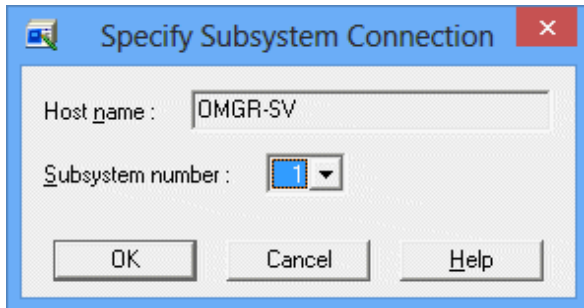 Specify Subsystem Connection
Host name : OMGR-SV
Subsystem number : 1
OK Cancel Help